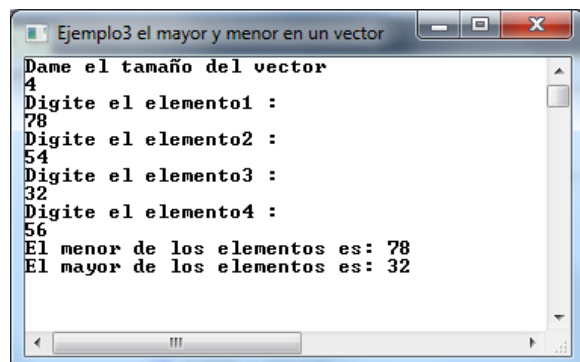 Ejemplo3 el mayor y menor en un vector
Dame el tamaño del vector
4
Digite el elemento1 :
78
Digite el elemento2 :
54
Digite el elemento3 :
32
Digite el elemento4 :
56
El menor de los elementos es: 78
El mayor de los elementos es: 32